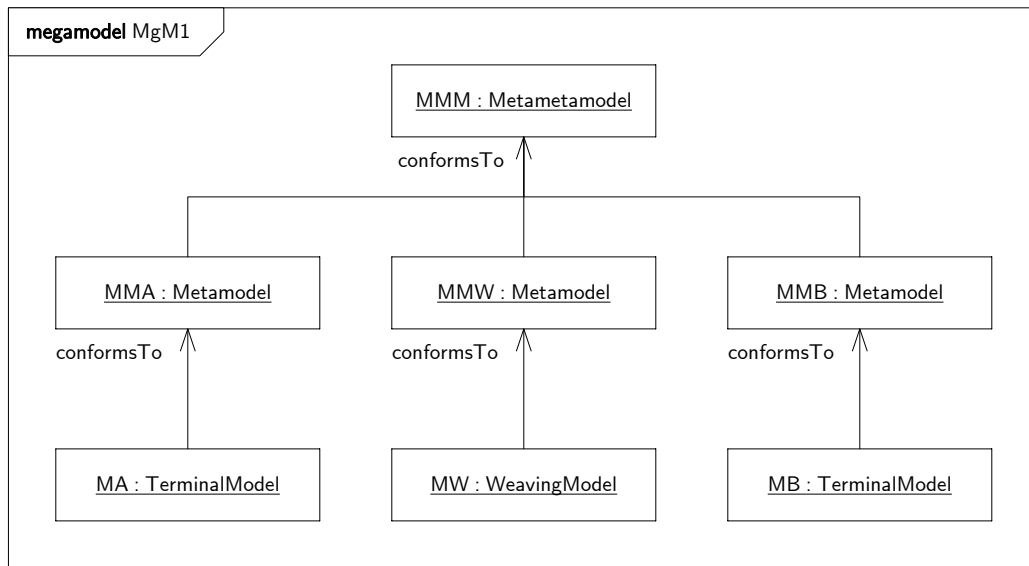 megamodel MgM1
MMM : Metametamodel
conformsTo
MMA : Metamodel
MMW : Metamodel
MMB : Metamodel
conformsTo
conformsTo
conformsTo
MA : TerminalModel
MW : WeavingModel
MB : TerminalModel